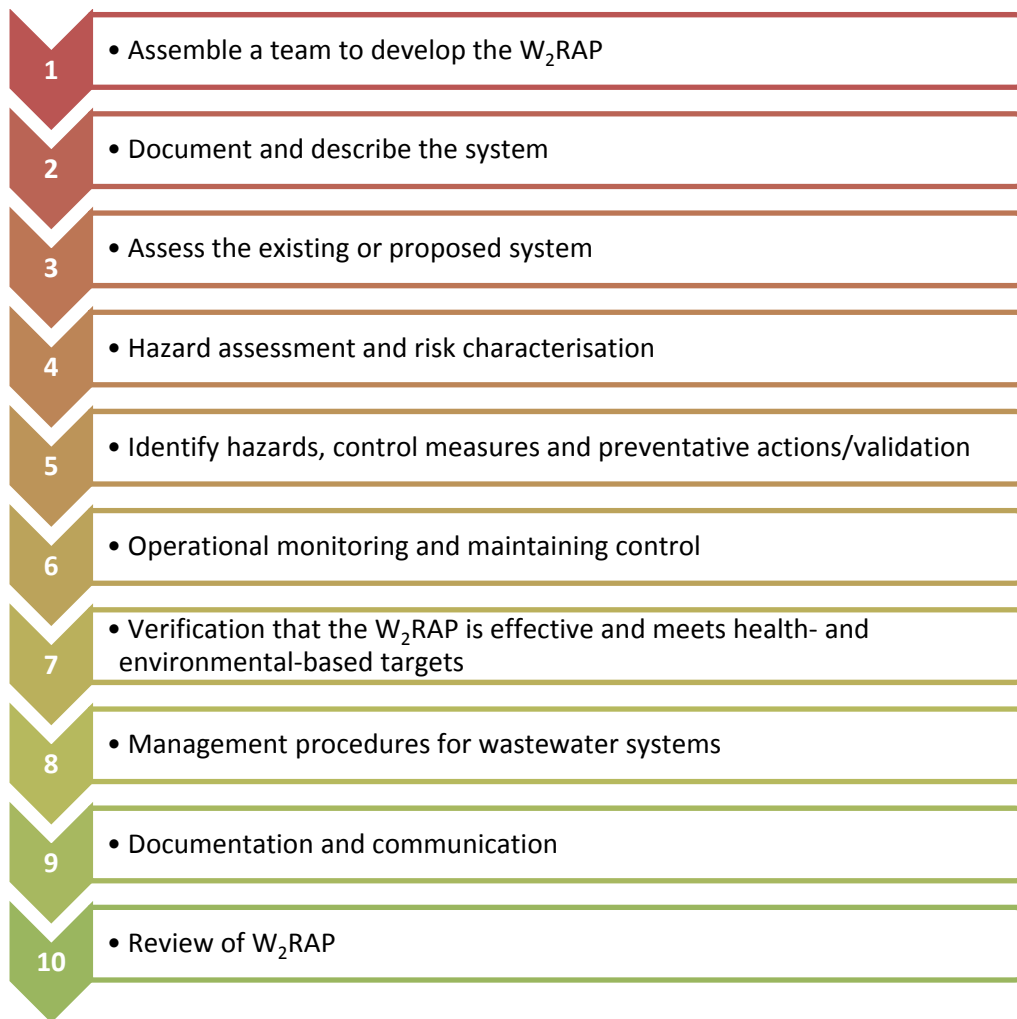 1
• Assemble a team to develop the W₂RAP
2
• Document and describe the system
3
• Assess the existing or proposed system
4
• Hazard assessment and risk characterisation
5
• Identify hazards, control measures and preventative actions/validation
6
• Operational monitoring and maintaining control
7
• Verification that the W₂RAP is effective and meets health- and
environmental-based targets
8
• Management procedures for wastewater systems
9
• Documentation and communication
10
• Review of W₂RAP